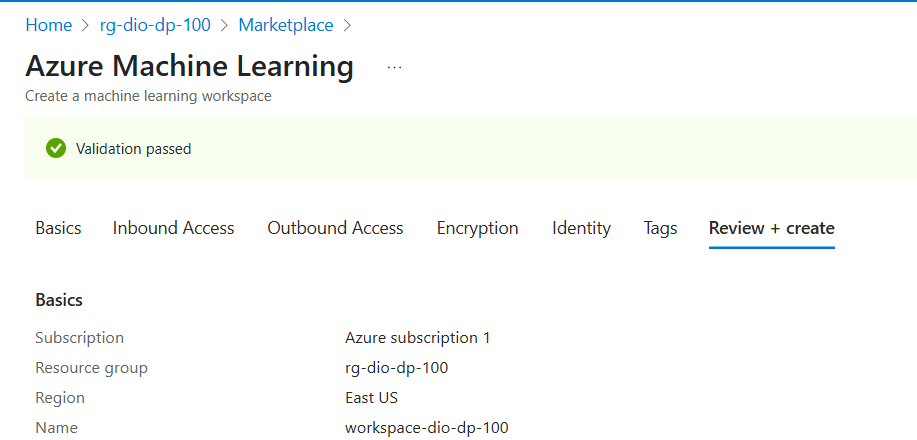 Home > rg-dio-dp-100 > Marketplace >
Azure Machine Learning ...
Create a machine learning workspace
Validation passed
Basics Inbound Access Outbound Access Encryption Identity Tags Review + create
Basics
Subscription Azure subscription 1
Resource group rg-dio-dp-100
Region East US
Name workspace-dio-dp-100